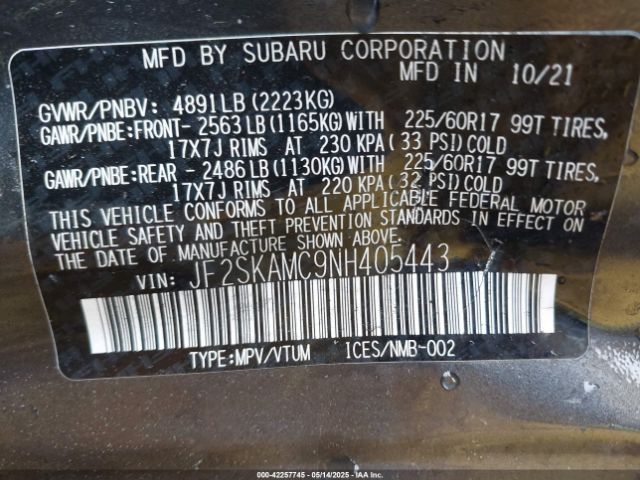 MFD BY SUBARU CORPORATION
MFD IN 10/21
GVWR/PNBV: 4891LB (2223KG)
GAWR/PNBE:FRONT- 2563 LB (1165KG)WITH 225/60R17 99T TIRES,
17X7J RIMS AT 230 KPA (33 PSI)COLD
GAWR/PNBE:REAR - 2486 LB (1130KG)WITH 225/60R17 99T TIRES,
17X7J RIMS AT 220 KPA (32 PSI)COLD
THIS VEHICLE CONFORMS TO ALL APPLICABLE FEDERAL MOTOR
VEHICLE SAFETY AND THEFT PREVENTION STANDARDS IN EFFECT ON
THE DATE OF MANUFACTURE SHOWN ABOVE.
VIN: JF2SKAMC9NH405443
TYPE:MPV/VTUM ICES/NMB-002
000-42257745 - 05/14/2025 - IAA Inc.